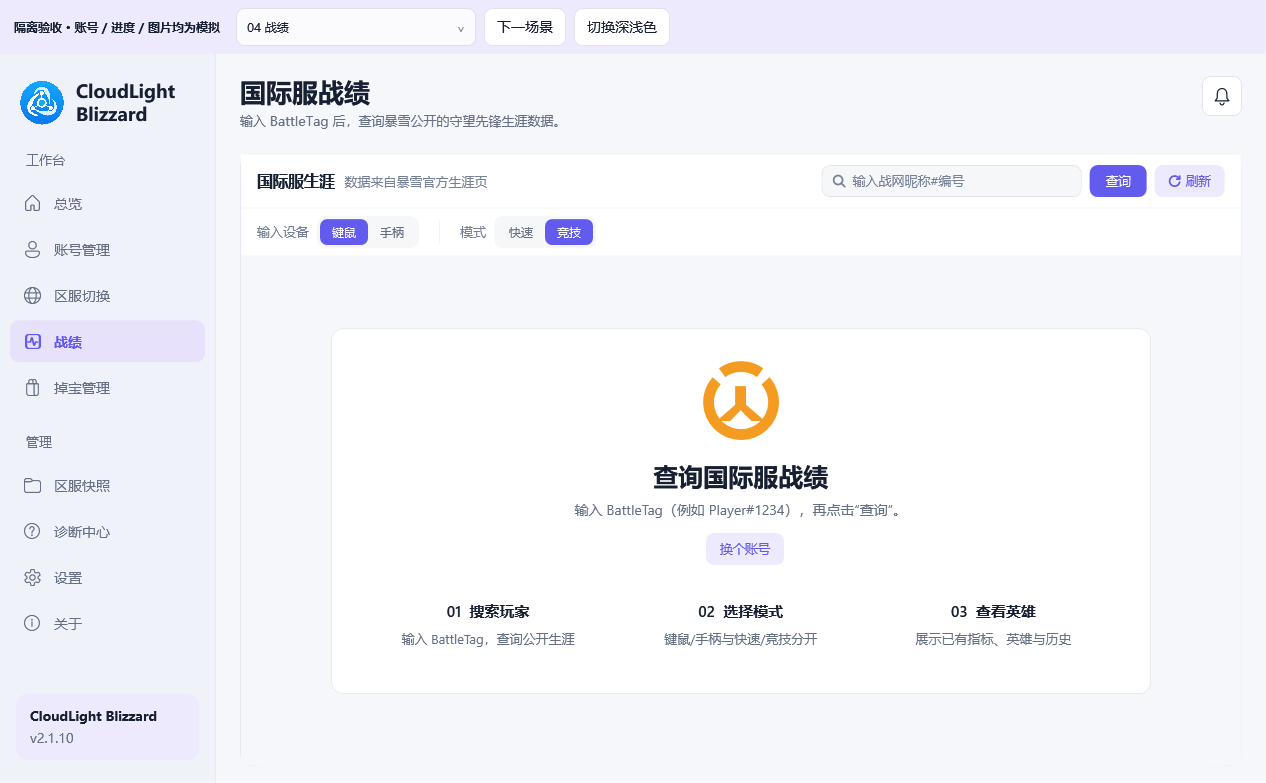 隔离验收 • 账号 / 进度 / 图片均为模拟
04 战绩
下一场景
切换深浅色
CloudLight
Blizzard
工作台
总览
账号管理
区服切换
战绩
掉宝管理
管理
区服快照
诊断中心
设置
关于
CloudLight Blizzard
v2.1.10
国际服战绩
输入 BattleTag 后，查询暴雪公开的守望先锋生涯数据。
国际服生涯 数据来自暴雪官方生涯页
输入战网昵称#编号
查询
刷新
输入设备 键鼠 手柄 模式 快速 竞技
查询国际服战绩
输入 BattleTag（例如 Player#1234），再点击“查询”。
换个账号
01 搜索玩家
输入 BattleTag，查询公开生涯
02 选择模式
键鼠/手柄与快速/竞技分开
03 查看英雄
展示已有指标、英雄与历史